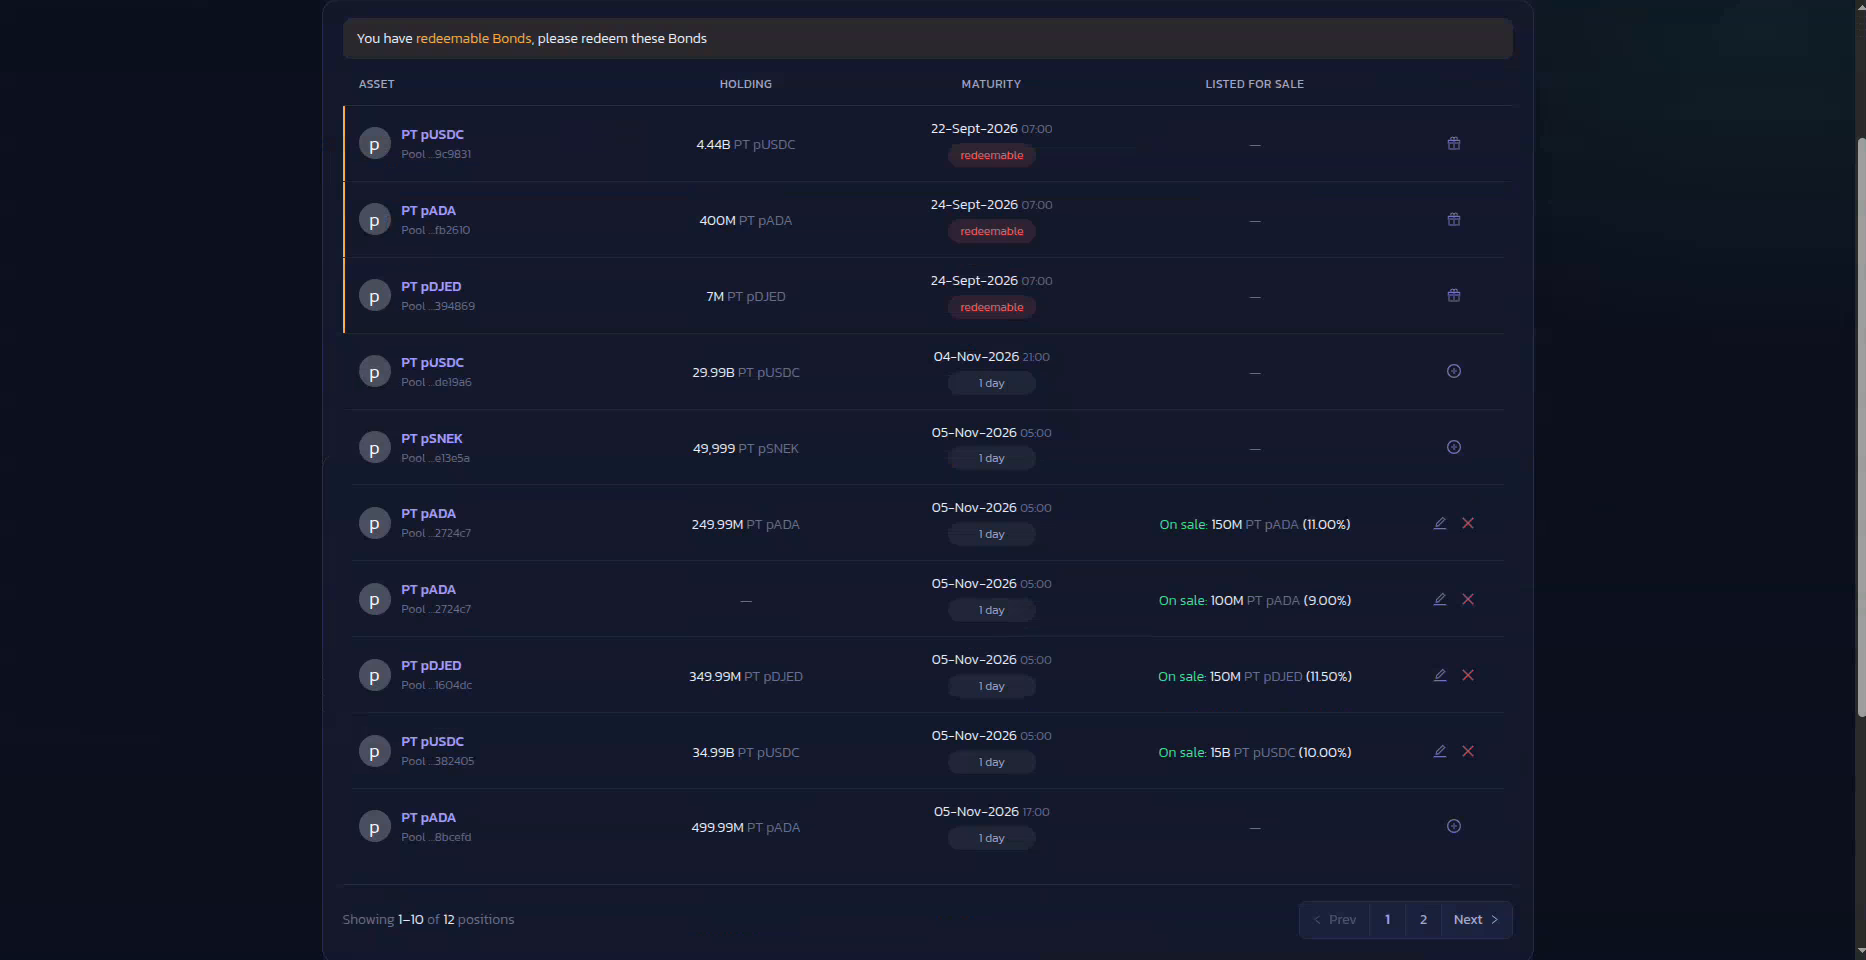 You have redeemable Bonds, please redeem these Bonds
ASSET HOLDING MATURITY LISTED FOR SALE
p PT pUSDC Pool ...9c9831 4.44B PT pUSDC 22-Sept-2026 07:00 redeemable —
p PT pADA Pool ...fb2610 400M PT pADA 24-Sept-2026 07:00 redeemable —
p PT pDJED Pool ...394869 7M PT pDJED 24-Sept-2026 07:00 redeemable —
p PT pUSDC Pool ...de19a6 29.99B PT pUSDC 04-Nov-2026 21:00 1 day —
p PT pSNEK Pool ...e13e5a 49,999 PT pSNEK 05-Nov-2026 05:00 1 day —
p PT pADA Pool ...2724c7 249.99M PT pADA 05-Nov-2026 05:00 1 day On sale: 150M PT pADA (11.00%)
p PT pADA Pool ...2724c7 — 05-Nov-2026 05:00 1 day On sale: 100M PT pADA (9.00%)
p PT pDJED Pool ...1604dc 349.99M PT pDJED 05-Nov-2026 05:00 1 day On sale: 150M PT pDJED (11.50%)
p PT pUSDC Pool ...382405 34.99B PT pUSDC 05-Nov-2026 05:00 1 day On sale: 15B PT pUSDC (10.00%)
p PT pADA Pool ...8bcefd 499.99M PT pADA 05-Nov-2026 17:00 1 day —
Showing 1–10 of 12 positions < Prev 1 2 Next >